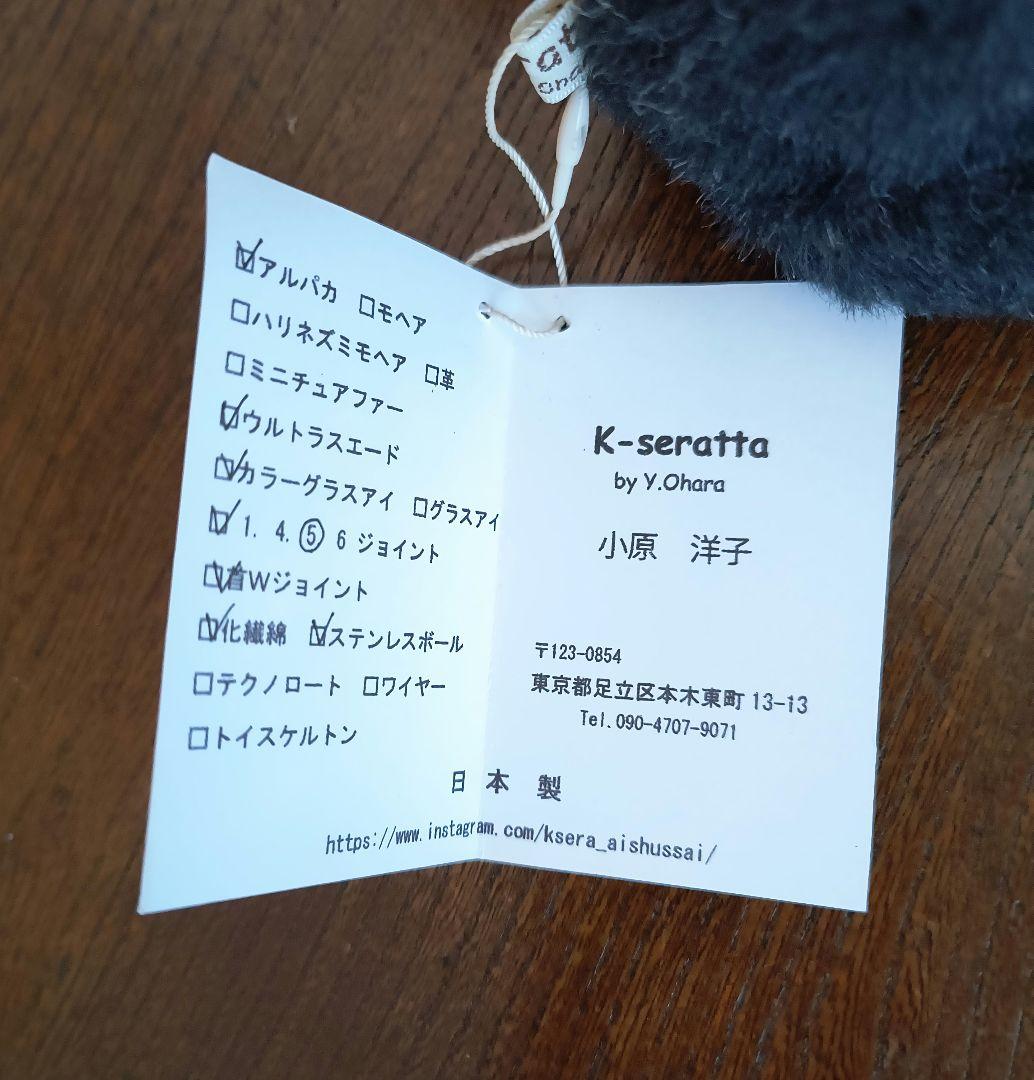 ☑アルパカ □モヘア
□ハリネズミモヘア □革
□ミニチュアファー
☑ウルトラスエード
☑カラーグラスアイ □グラスアイ
☑ 1. 4. ⑤ 6 ジョイント
☑首Wジョイント
☑化繊綿 ☑ステンレスボール
□テクノロート □ワイヤー
□トイスケルトン
K-seratta
by Y.Ohara
小原 洋子
〒123-0854
東京都足立区本木東町 13-13
Tel.090-4707-9071
日本製
https://www.instagram.com/ksera_aishussai/